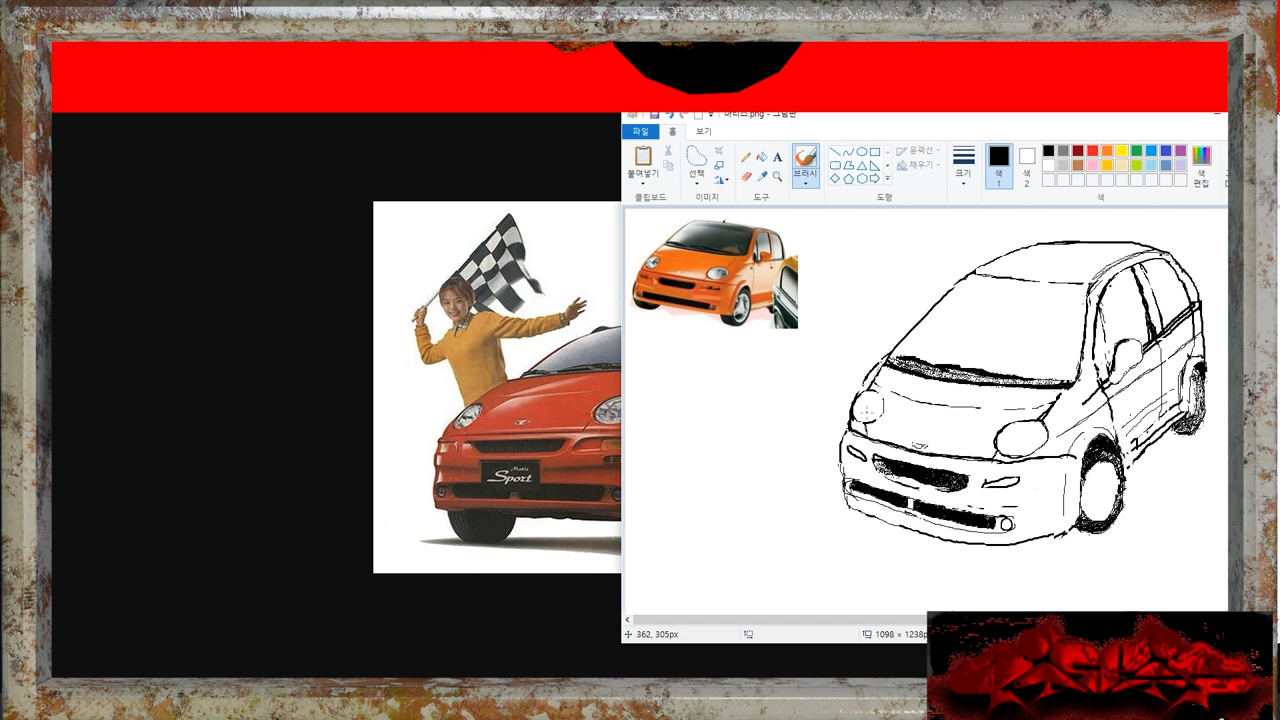 마티즈.png - 그림판
파일 홈 보기
붙여넣기
선택
브러시
윤곽선
채우기
크기
색
1
색
2
색
편집
클립보드 이미지 도구 도형 색
Matiz
Sport
362, 305px
1098 × 1238p